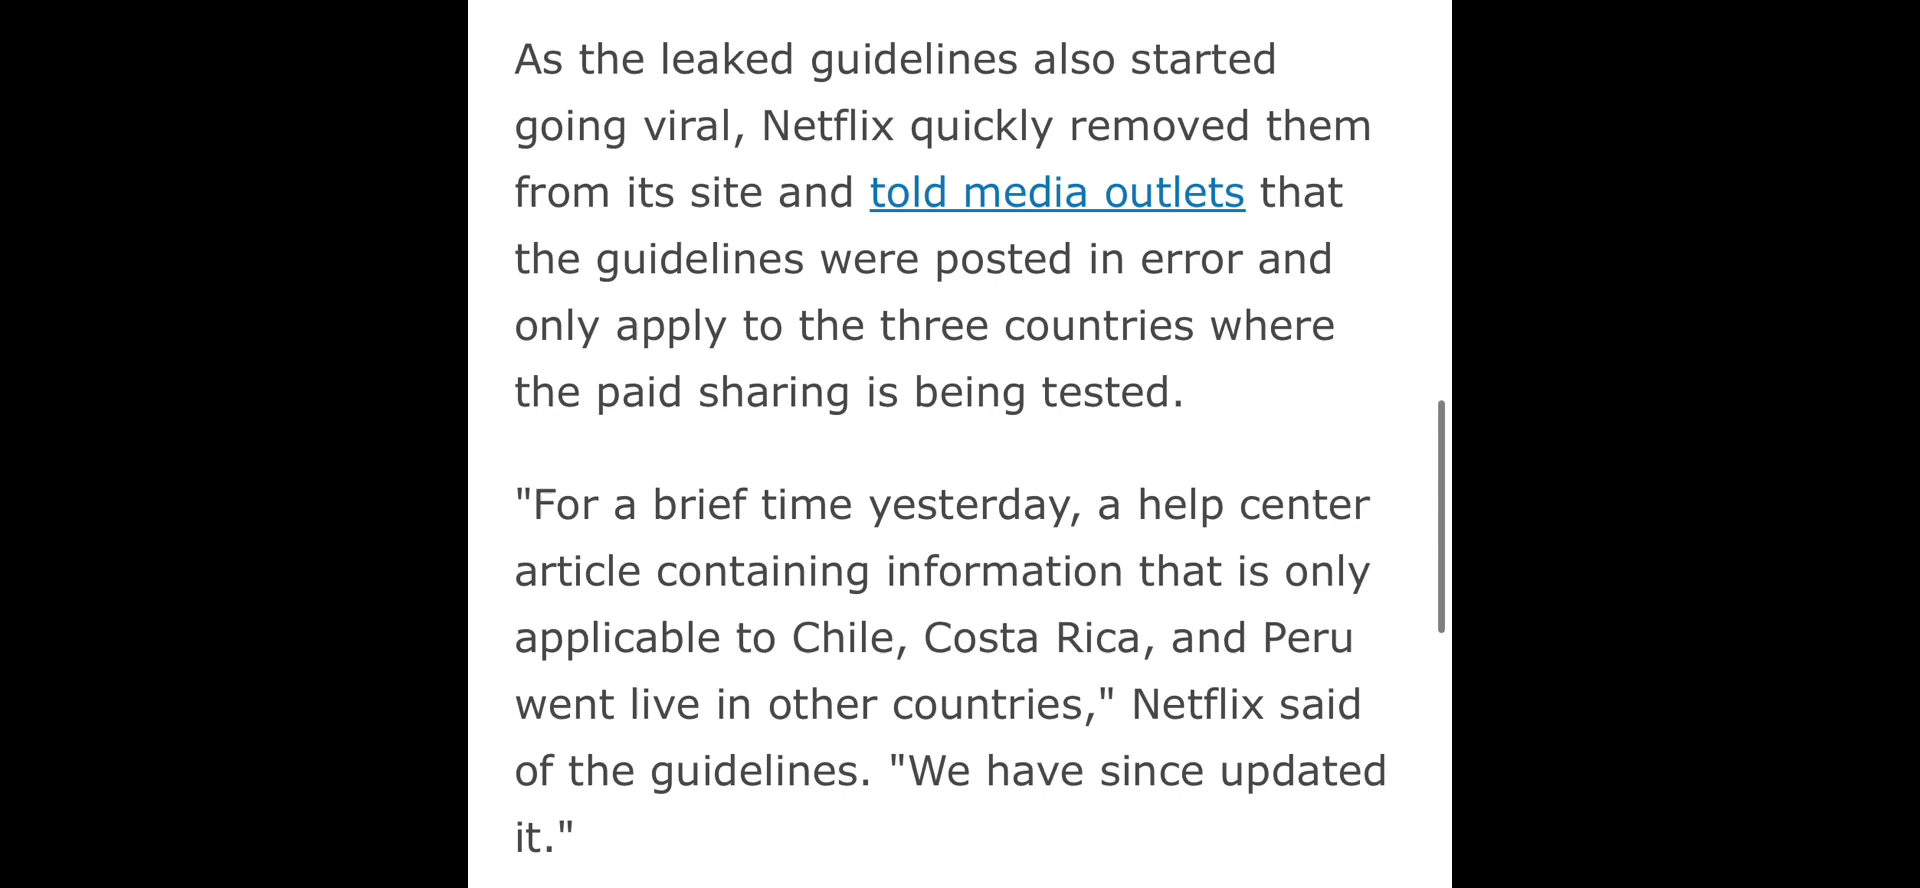 As the leaked guidelines also started
going viral, Netflix quickly removed them
from its site and told media outlets that
the guidelines were posted in error and
only apply to the three countries where
the paid sharing is being tested.
"For a brief time yesterday, a help center
article containing information that is only
applicable to Chile, Costa Rica, and Peru
went live in other countries," Netflix said
of the guidelines. "We have since updated
it."